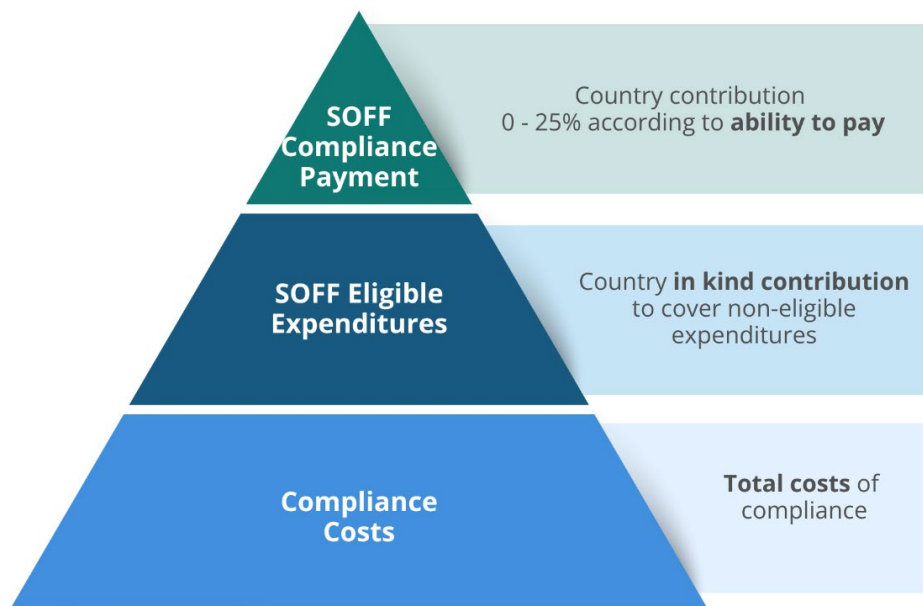 SOFF
Compliance
Payment
Country contribution
0 - 25% according to ability to pay
SOFF Eligible
Expenditures
Country in kind contribution
to cover non-eligible
expenditures
Compliance
Costs
Total costs of
compliance